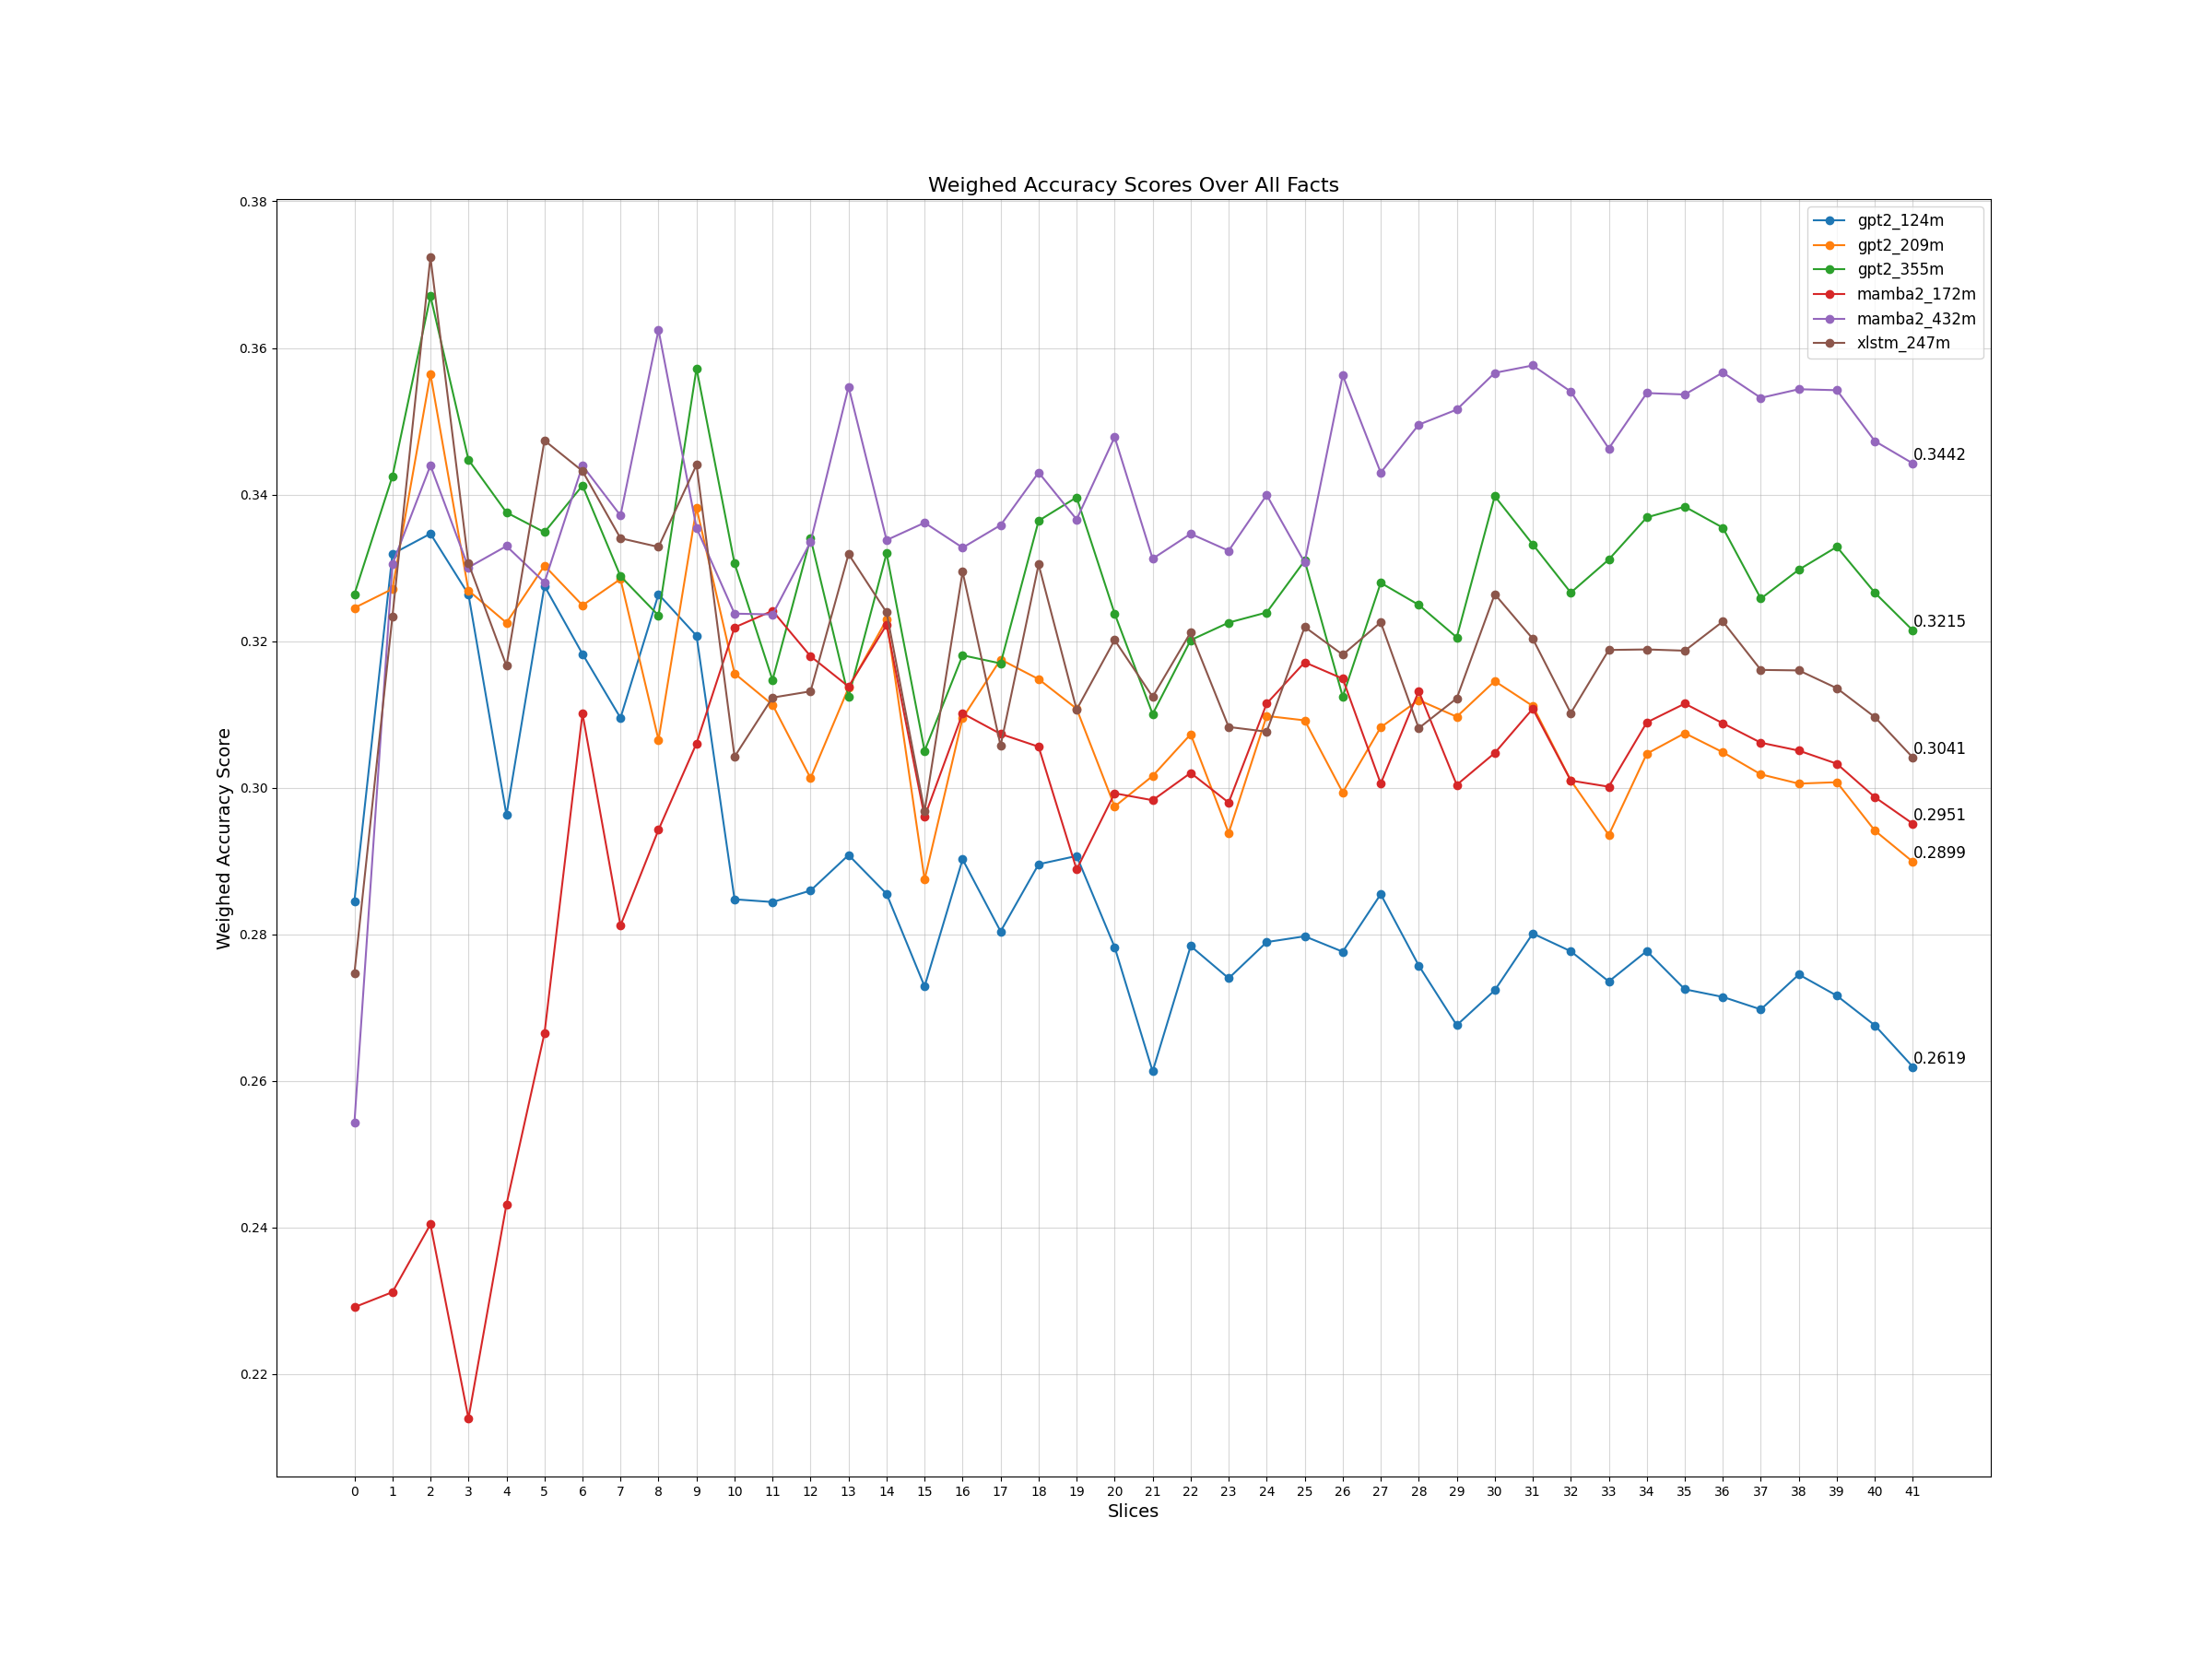 Weighed Accuracy Scores Over All Facts
gpt2_124m
gpt2_209m
gpt2_355m
mamba2_172m
mamba2_432m
xlstm_247m
Weighed Accuracy Score
0.38
0.36
0.34
0.32
0.30
0.28
0.26
0.24
0.22
0.3442
0.3215
0.3041
0.2951
0.2899
0.2619
0 1 2 3 4 5 6 7 8 9 10 11 12 13 14 15 16 17 18 19 20 21 22 23 24 25 26 27 28 29 30 31 32 33 34 35 36 37 38 39 40 41
Slices